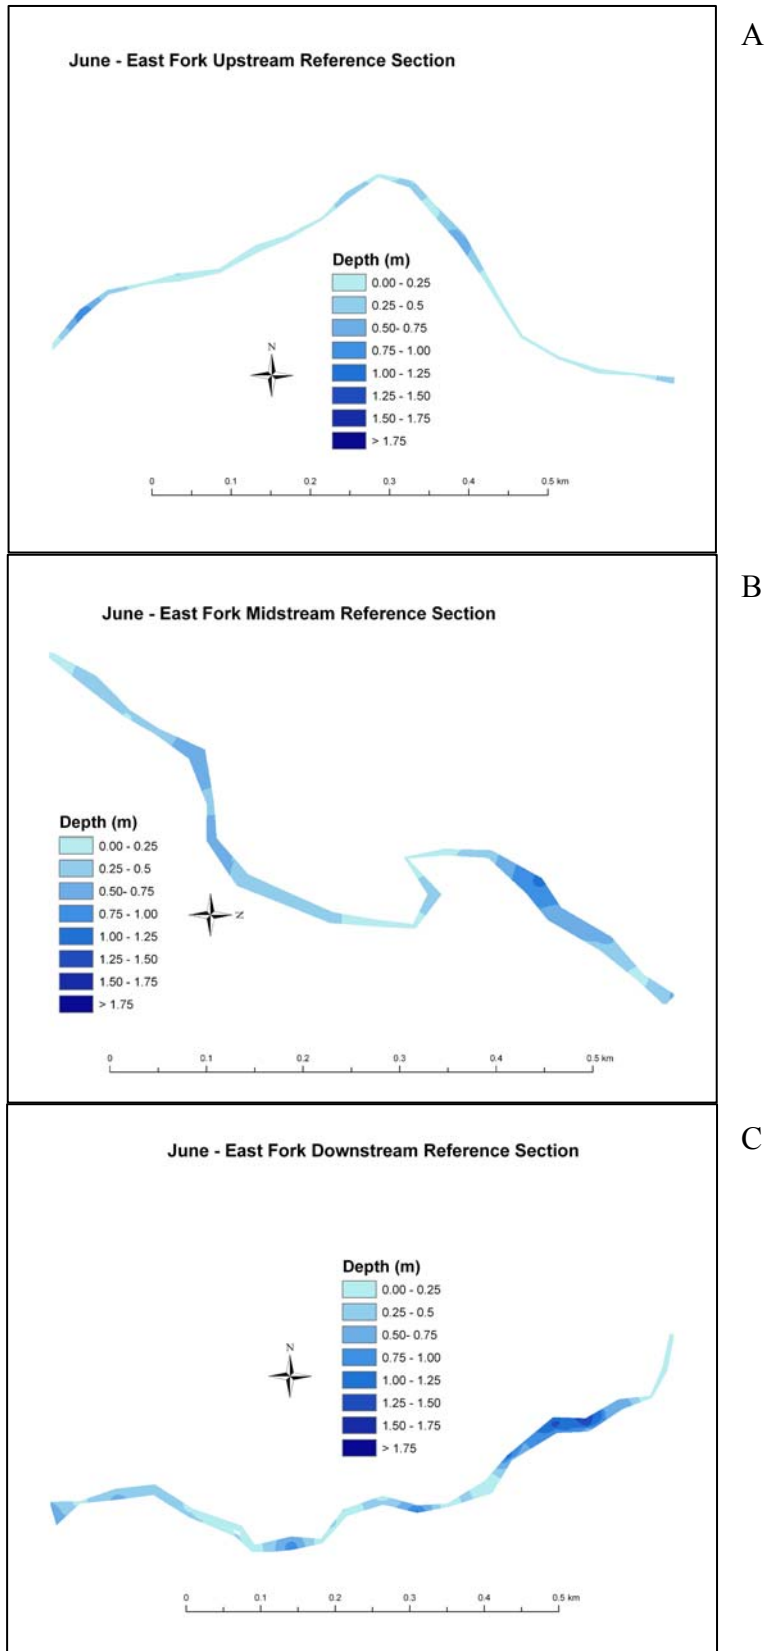 A
June - East Fork Upstream Reference Section
Depth (m)
0.00 - 0.25
0.25 - 0.5
0.50- 0.75
0.75 - 1.00
1.00 - 1.25
1.25 - 1.50
1.50 - 1.75
> 1.75
N
0 0.1 0.2 0.3 0.4 0.5 km
B
June - East Fork Midstream Reference Section
Depth (m)
0.00 - 0.25
0.25 - 0.5
0.50- 0.75
0.75 - 1.00
1.00 - 1.25
1.25 - 1.50
1.50 - 1.75
> 1.75
N
0 0.1 0.2 0.3 0.4 0.5 km
C
June - East Fork Downstream Reference Section
Depth (m)
0.00 - 0.25
0.25 - 0.5
0.50- 0.75
0.75 - 1.00
1.00 - 1.25
1.25 - 1.50
1.50 - 1.75
> 1.75
N
0 0.1 0.2 0.3 0.4 0.5 km